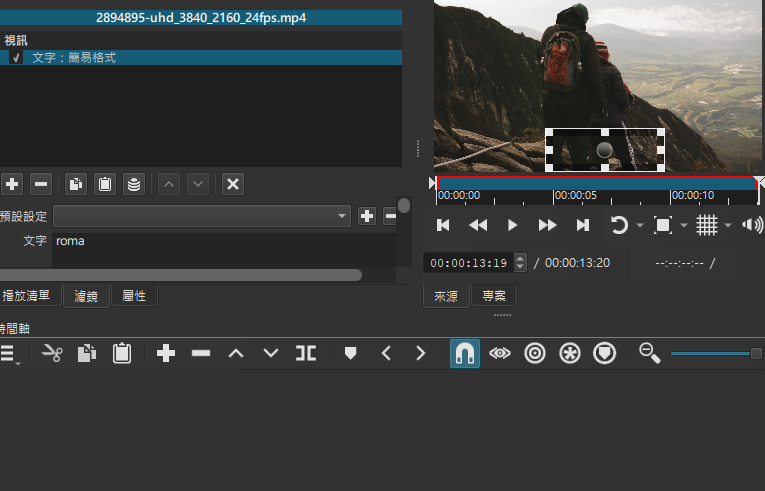 2894895-uhd_3840_2160_24fps.mp4
視訊
文字：簡易格式
預設設定
文字 roma
播放清單 濾鏡 屬性
00:00:00 00:00:05 00:00:10
00:00:13:19 / 00:00:13:20 --:--:--:-- /
來源 專案
時間軸